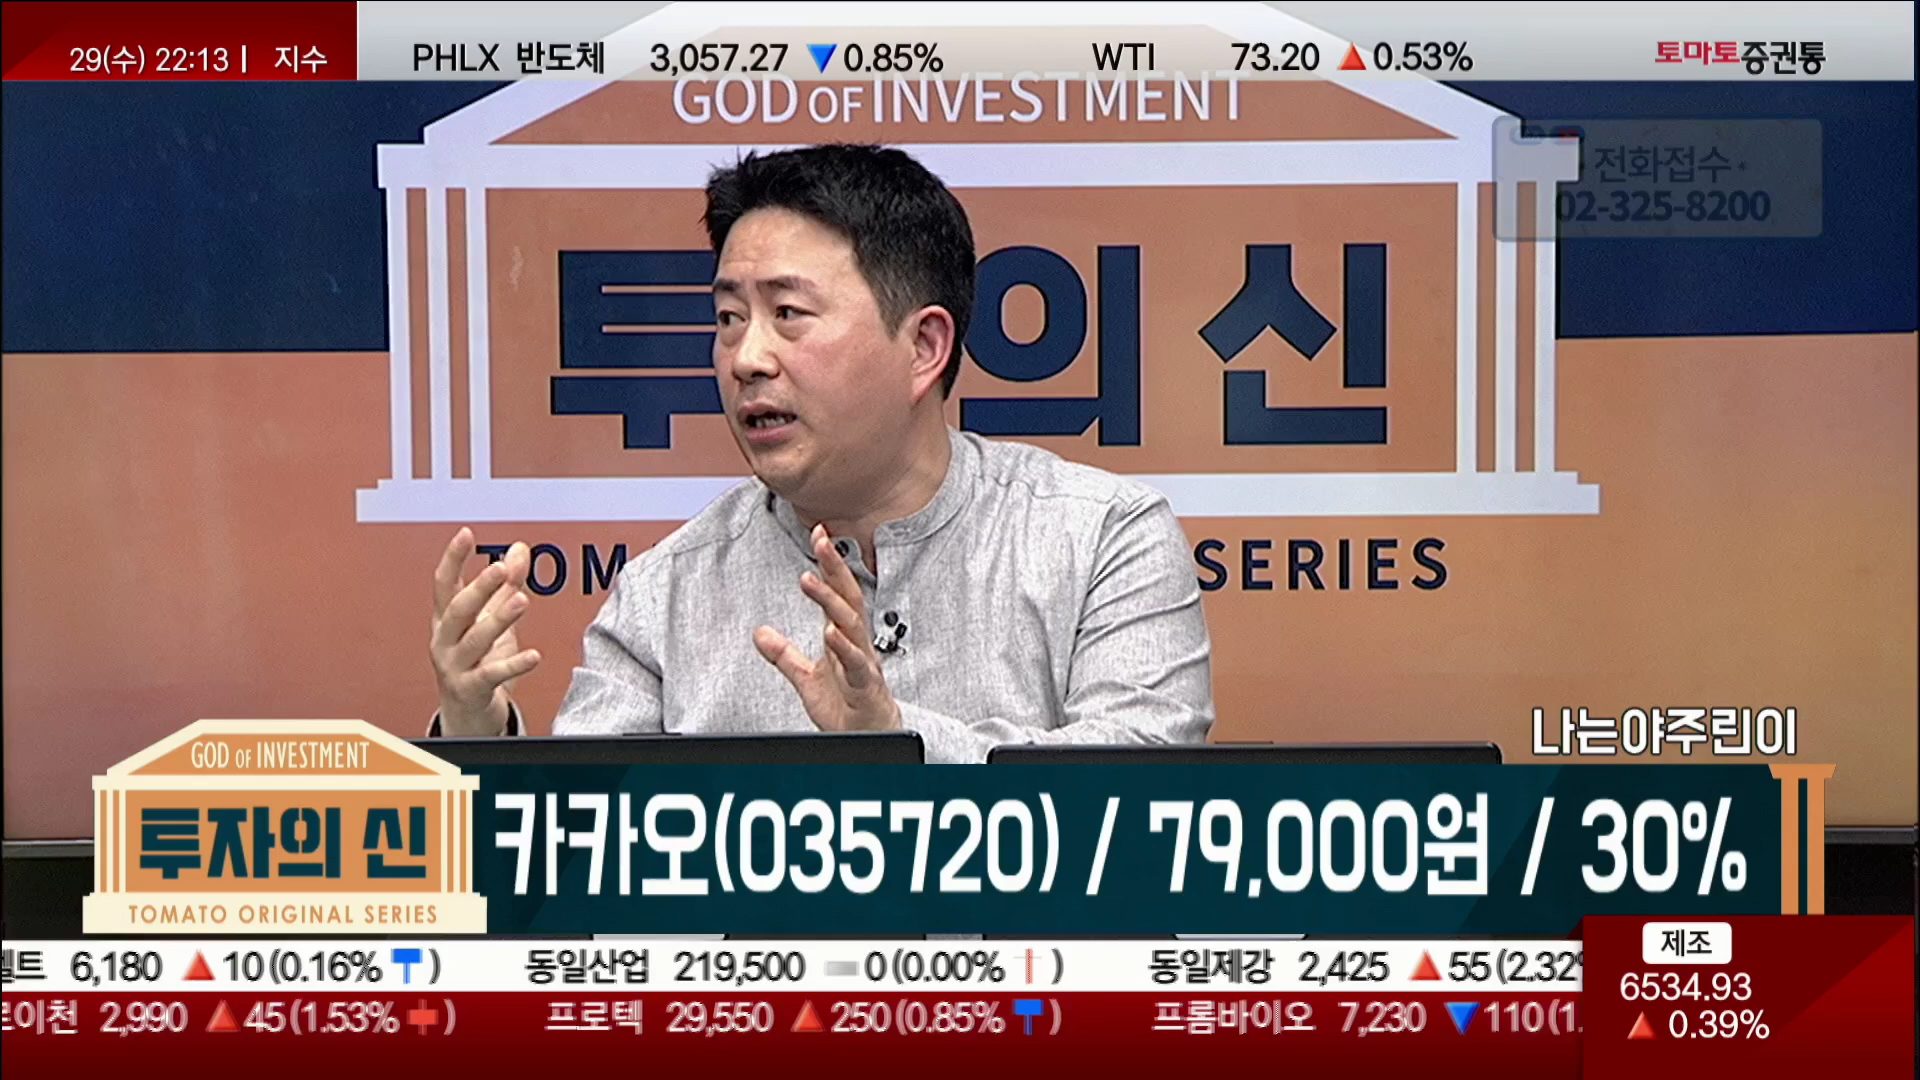 29(수) 22:13 | 지수
PHLX 반도체 3,057.27 ▼0.85% WTI 73.20 ▲0.53%
토마토증권통
GOD OF INVESTMENT
전화접수
02-325-8200
투 의 신
SERIES
나는야주린이
GOD OF INVESTMENT
투자의 신
TOMATO ORIGINAL SERIES
카카오(035720) / 79,000원 / 30%
6,180 ▲10(0.16% ) 동일산업 219,500 0(0.00% ) 동일제강 2,425 ▲55(2.32%
이천 2,990 ▲45(1.53% ) 프로텍 29,550 ▲250(0.85% ) 프롬바이오 7,230 ▼110(1.
제조
6534.93
▲0.39%